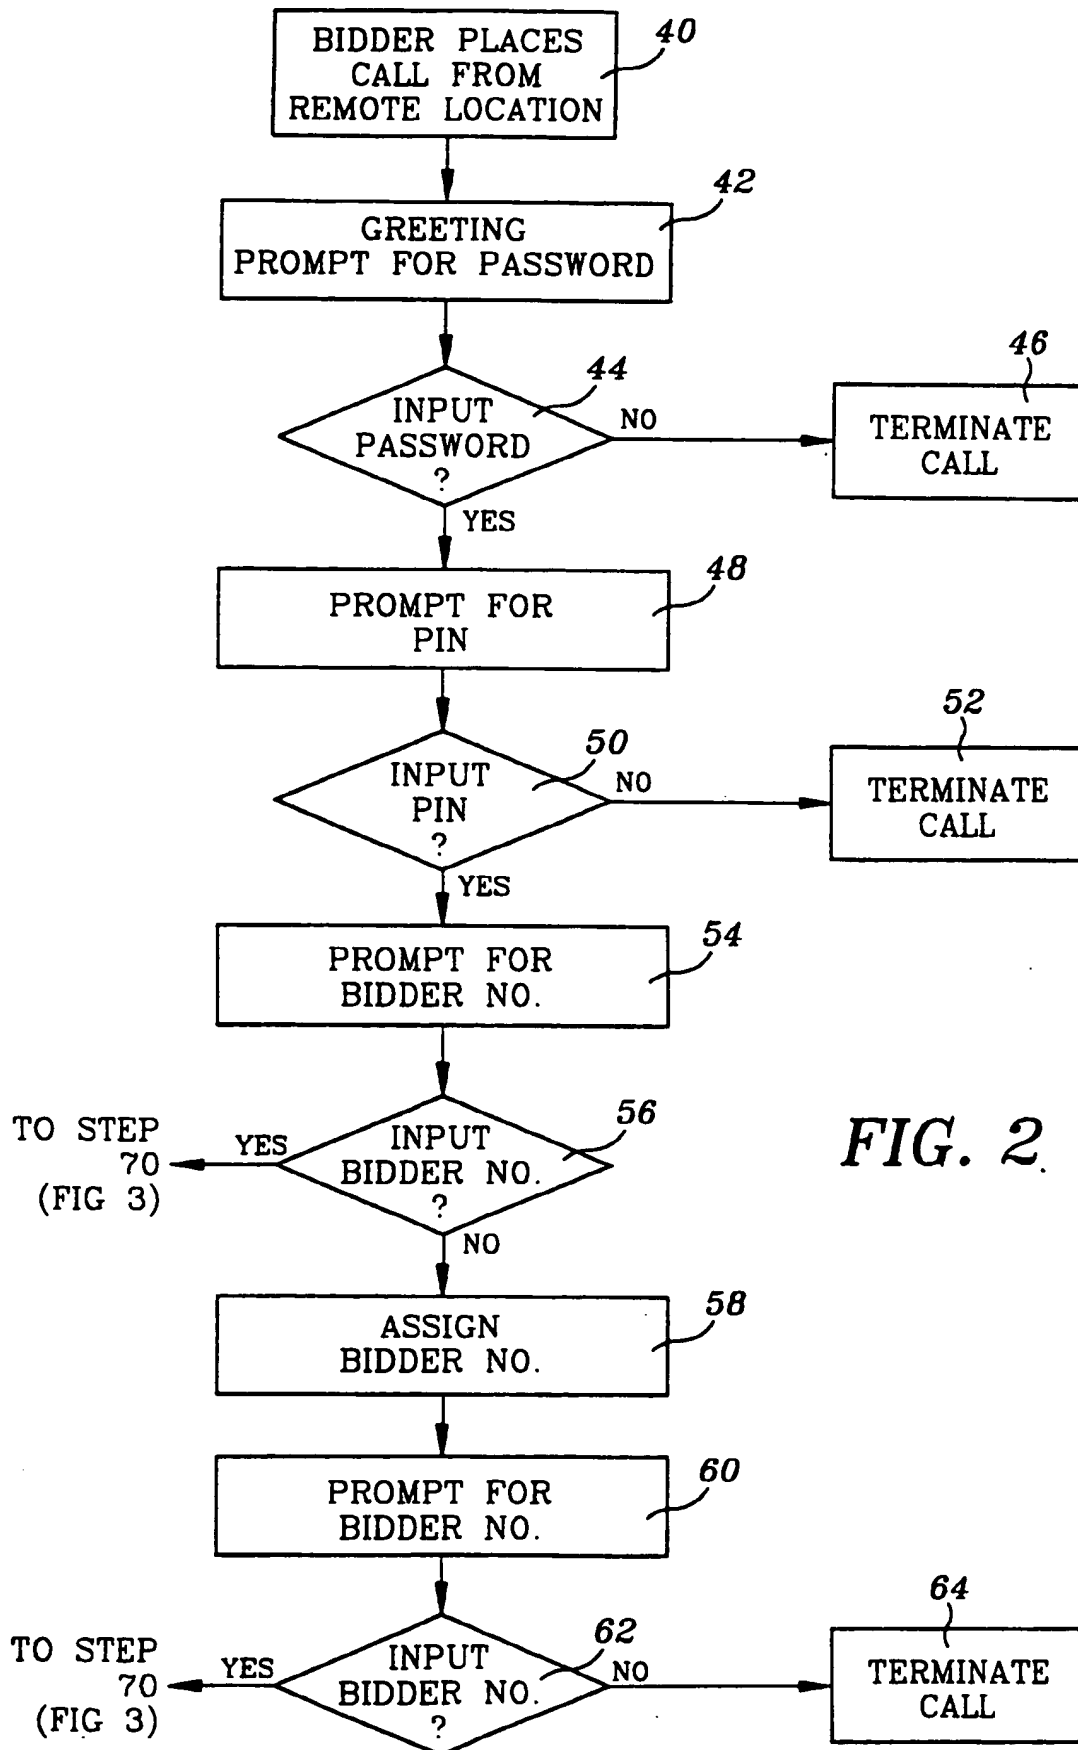 BIDDER PLACES
CALL FROM
REMOTE LOCATION
40
GREETING
PROMPT FOR PASSWORD
42
INPUT
PASSWORD
?
44
NO
YES
TERMINATE
CALL
46
PROMPT FOR
PIN
48
INPUT
PIN
?
50
NO
YES
TERMINATE
CALL
52
PROMPT FOR
BIDDER NO.
54
INPUT
BIDDER NO.
?
56
YES
TO STEP
70
(FIG 3)
NO
FIG. 2
ASSIGN
BIDDER NO.
58
PROMPT FOR
BIDDER NO.
60
INPUT
BIDDER NO.
?
62
YES
TO STEP
70
(FIG 3)
NO
TERMINATE
CALL
64